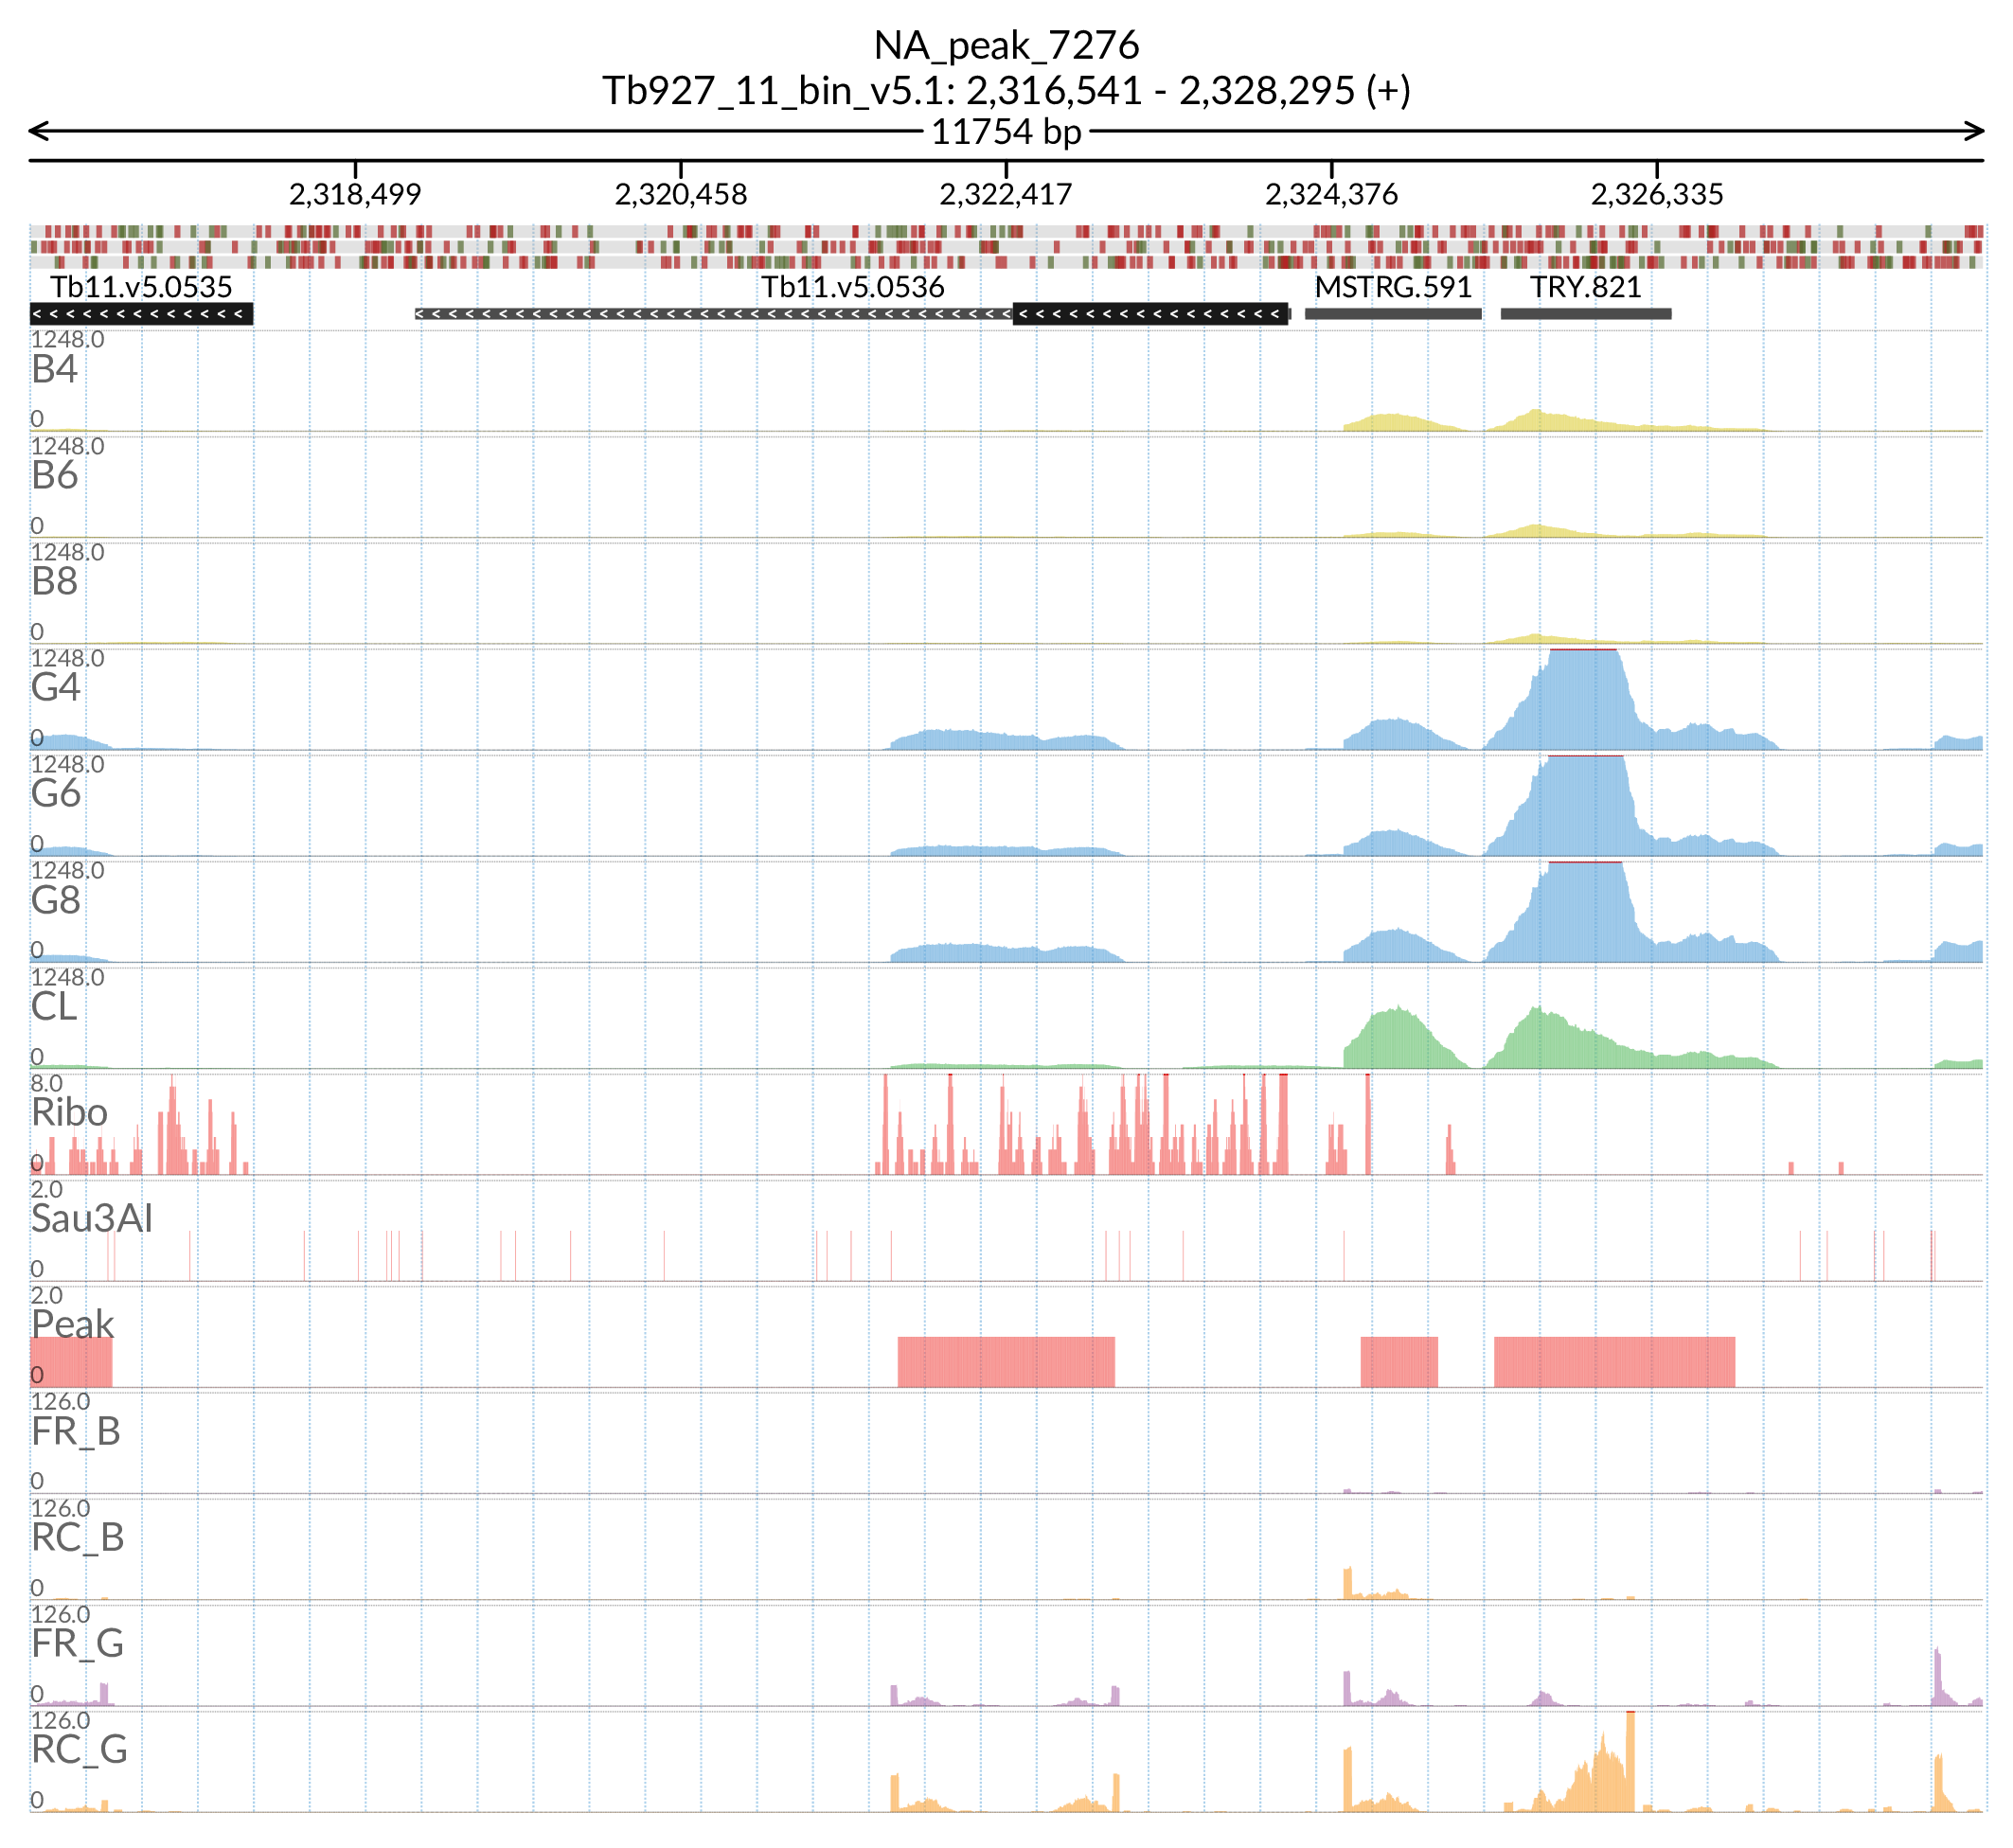 NA_peak_7276
Tb927_11_bin_v5.1: 2,316,541 - 2,328,295 (+)
11754 bp
2,318,499 2,320,458 2,322,417 2,324,376 2,326,335
Tb11.v5.0535 Tb11.v5.0536 MSTRG.591 TRY.821
1248.0
B4
0
1248.0
B6
0
1248.0
B8
0
1248.0
G4
0
1248.0
G6
0
1248.0
G8
0
1248.0
CL
0
8.0
Ribo
0
2.0
Sau3AI
0
2.0
Peak
0
126.0
FR_B
0
126.0
RC_B
0
126.0
FR_G
0
126.0
RC_G
0